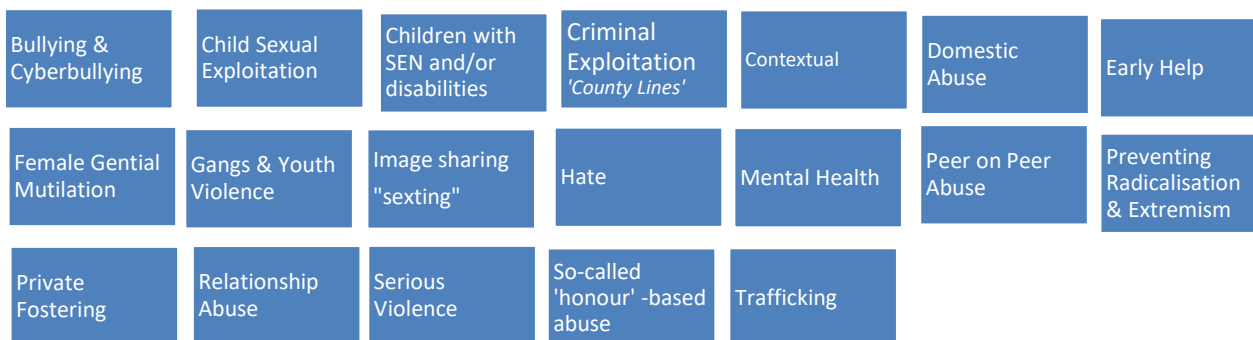 Bullying &
Cyberbullying
Child Sexual
Exploitation
Children with
SEN and/or
disabilities
Criminal
Exploitation
'County Lines'
Contextual
Domestic
Abuse
Early Help
Female Gential
Mutilation
Gangs & Youth
Violence
Image sharing
"sexting"
Hate
Mental Health
Peer on Peer
Abuse
Preventing
Radicalisation
& Extremism
Private
Fostering
Relationship
Abuse
Serious
Violence
So-called
'honour' -based
abuse
Trafficking